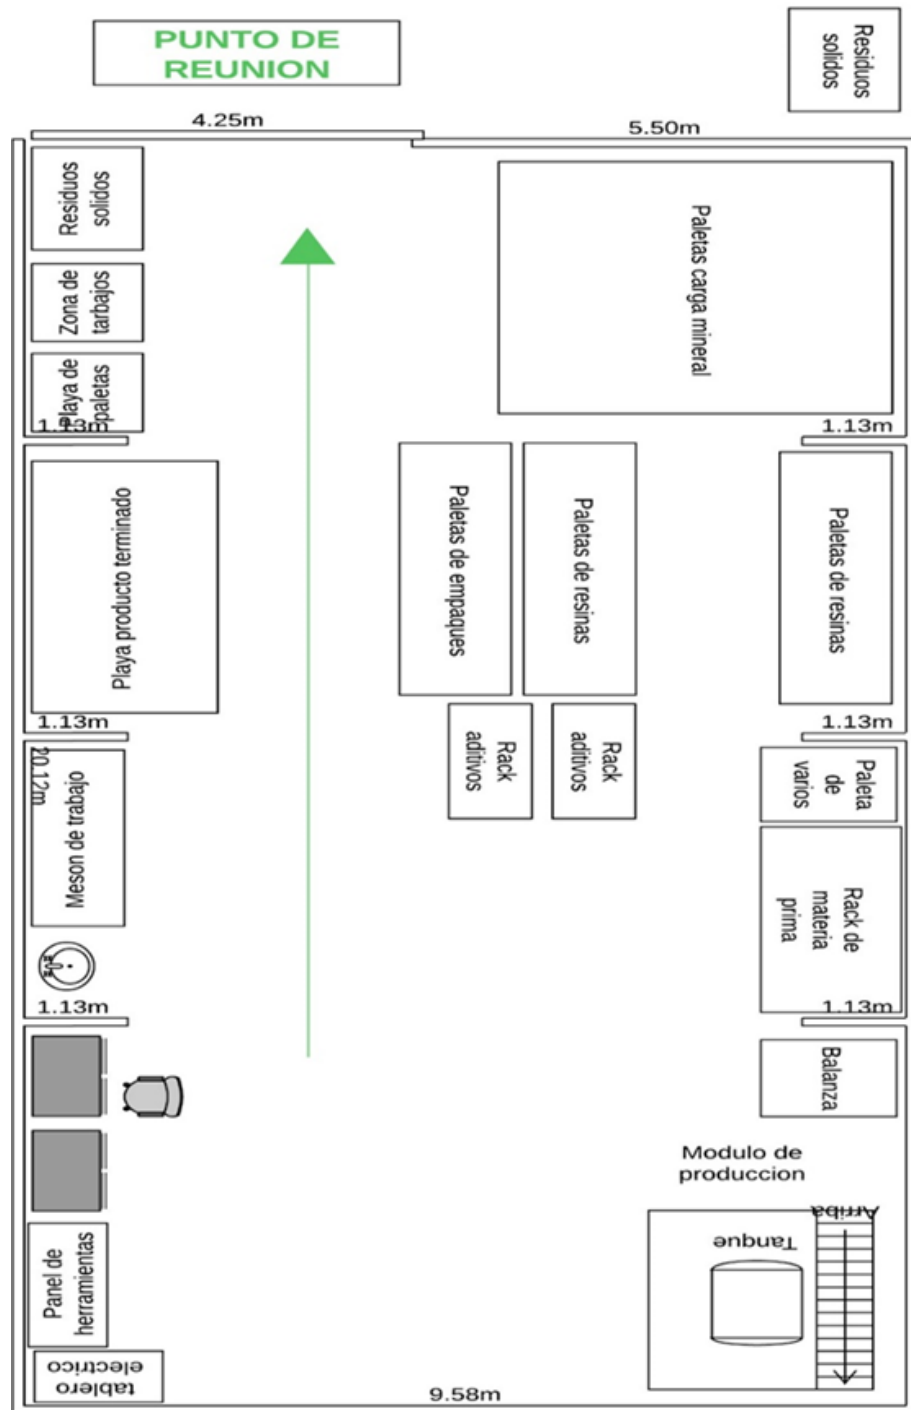 PUNTO DE
REUNION
Residuos
solidos
4.25m
5.50m
Residuos
solidos
Zona de
tarbajos
Playa de
paletas
Paletas carga mineral
1.13m
1.13m
Playa producto terminado
Paletas de empaques
Paletas de resinas
Paletas de resinas
1.13m
1.13m
20.12m
Meson de trabajo
Rack
aditivos
Rack
aditivos
Paleta
de
varios
Rack de
materia
prima
1.13m
1.13m
Balanza
Modulo de
produccion
Arriba
Tanque
Panel de
herramientas
tablero
electrico
9.58m